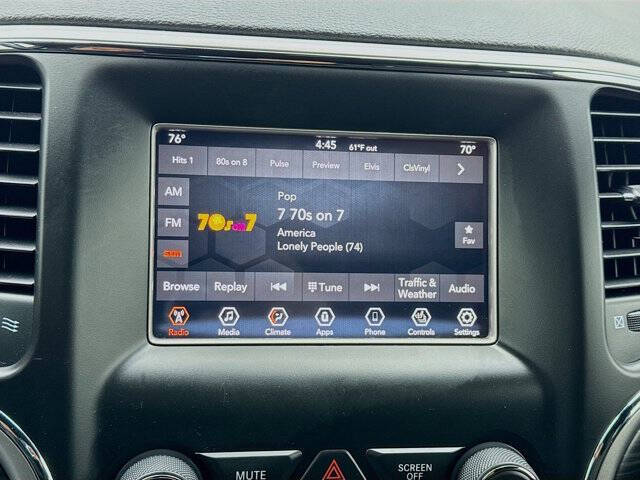 76° 4:45 61°F out 70°
Hits 1 80s on 8 Pulse Preview Elvis ClsVinyl
AM
Pop
7 70s on 7
FM 70s on 7
America
Fav
Lonely People (74)
SXM
Browse Replay Tune Traffic & Weather Audio
Radio Media Climate Apps Phone Controls Settings
MUTE SCREEN OFF